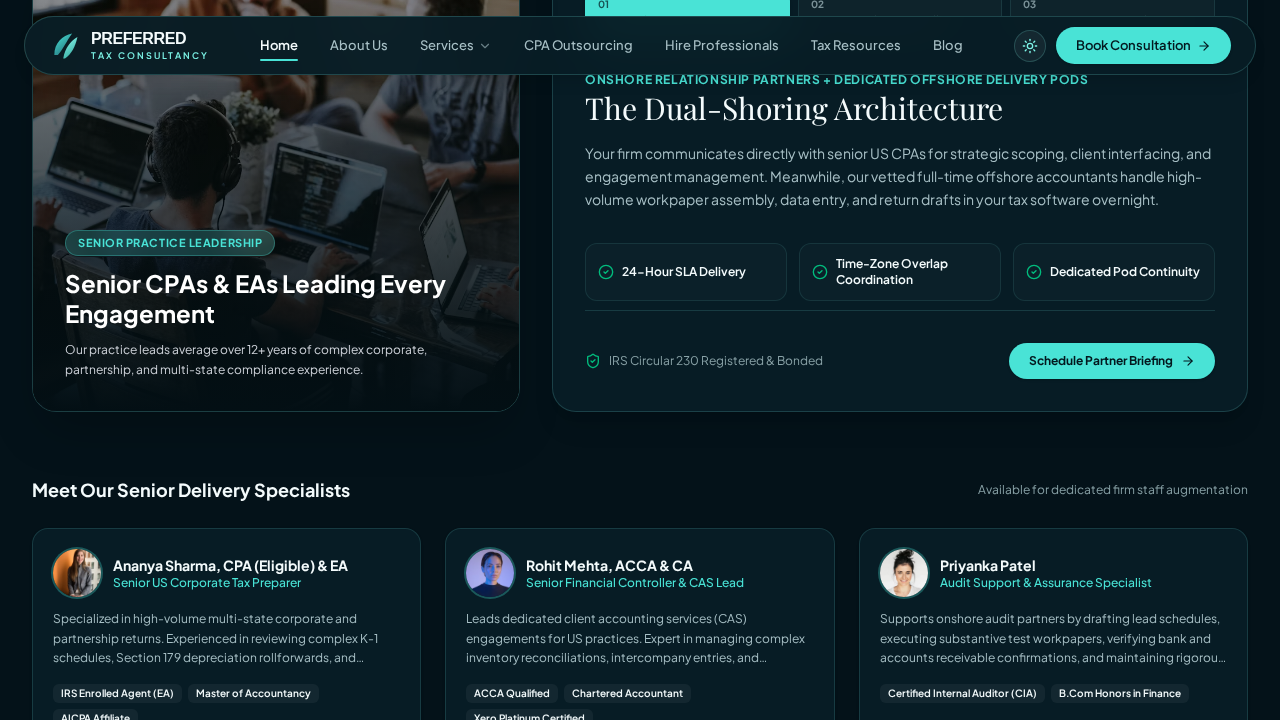 01
02
03
PREFERRED
TAX CONSULTANCY
Home
About Us
Services
CPA Outsourcing
Hire Professionals
Tax Resources
Blog
Book Consultation
ONSHORE RELATIONSHIP PARTNERS + DEDICATED OFFSHORE DELIVERY PODS
The Dual-Shoring Architecture
Your firm communicates directly with senior US CPAs for strategic scoping, client interfacing, and
engagement management. Meanwhile, our vetted full-time offshore accountants handle high-
volume workpaper assembly, data entry, and return drafts in your tax software overnight.
SENIOR PRACTICE LEADERSHIP
Senior CPAs & EAs Leading Every
Engagement
Our practice leads average over 12+ years of complex corporate,
partnership, and multi-state compliance experience.
24-Hour SLA Delivery
Time-Zone Overlap
Coordination
Dedicated Pod Continuity
IRS Circular 230 Registered & Bonded
Schedule Partner Briefing
Meet Our Senior Delivery Specialists
Available for dedicated firm staff augmentation
Ananya Sharma, CPA (Eligible) & EA
Senior US Corporate Tax Preparer
Specialized in high-volume multi-state corporate and
partnership returns. Experienced in reviewing complex K-1
schedules, Section 179 depreciation rollforwards, and...
IRS Enrolled Agent (EA)
Master of Accountancy
AICPA Affiliate
Rohit Mehta, ACCA & CA
Senior Financial Controller & CAS Lead
Leads dedicated client accounting services (CAS)
engagements for US practices. Expert in managing complex
inventory reconciliations, intercompany entries, and...
ACCA Qualified
Chartered Accountant
Xero Platinum Certified
Priyanka Patel
Audit Support & Assurance Specialist
Supports onshore audit partners by drafting lead schedules,
executing substantive test workpapers, verifying bank and
accounts receivable confirmations, and maintaining rigorou...
Certified Internal Auditor (CIA)
B.Com Honors in Finance